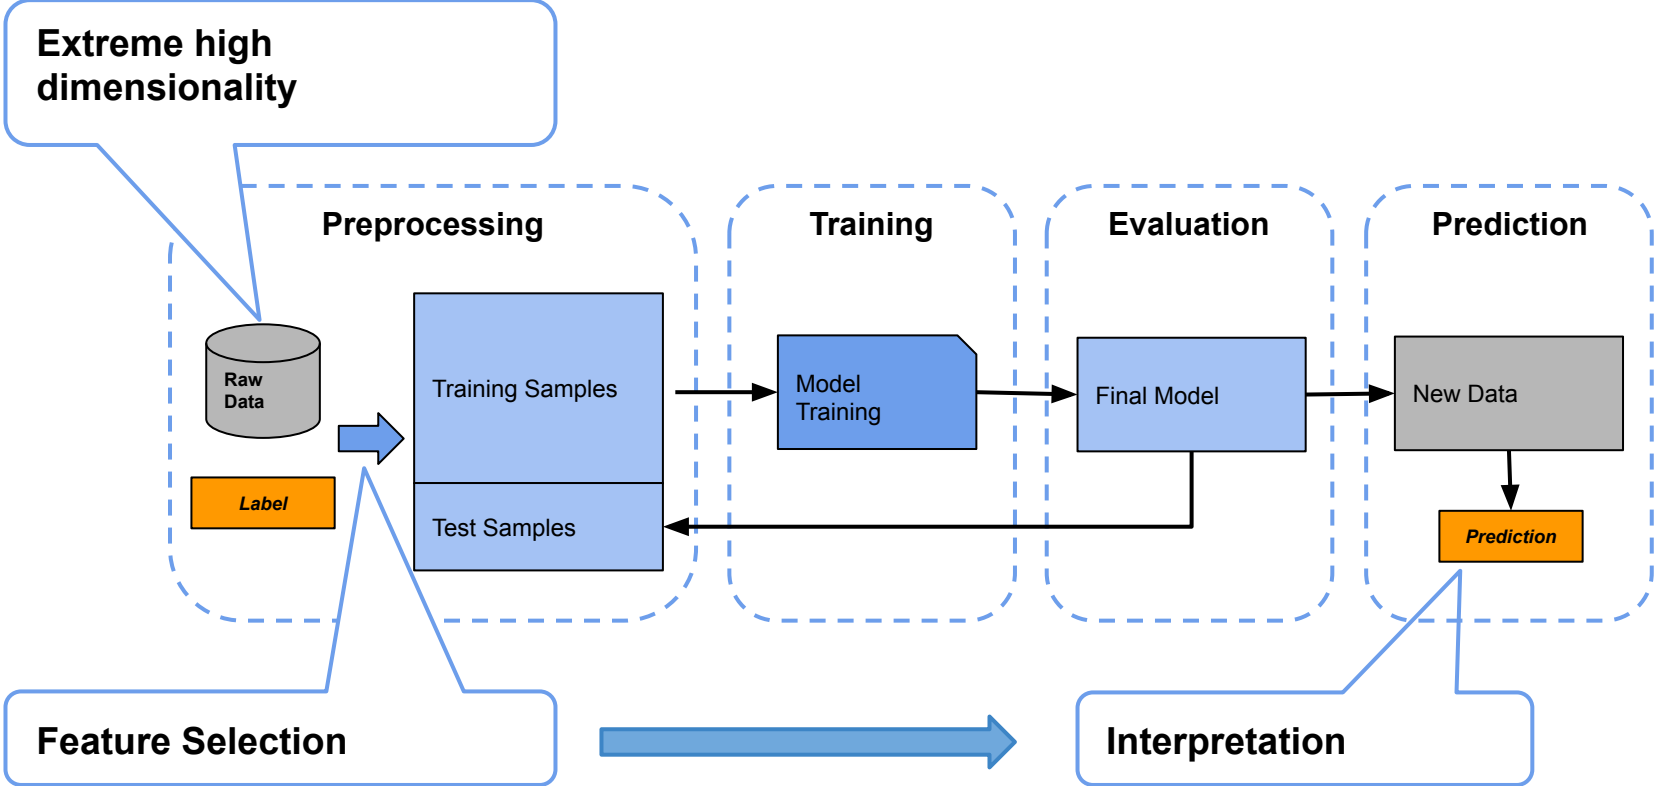 Extreme high
dimensionality
Preprocessing
Training
Evaluation
Prediction
Raw
Data
Label
Training Samples
Test Samples
Model
Training
Final Model
New Data
Prediction
Feature Selection
Interpretation